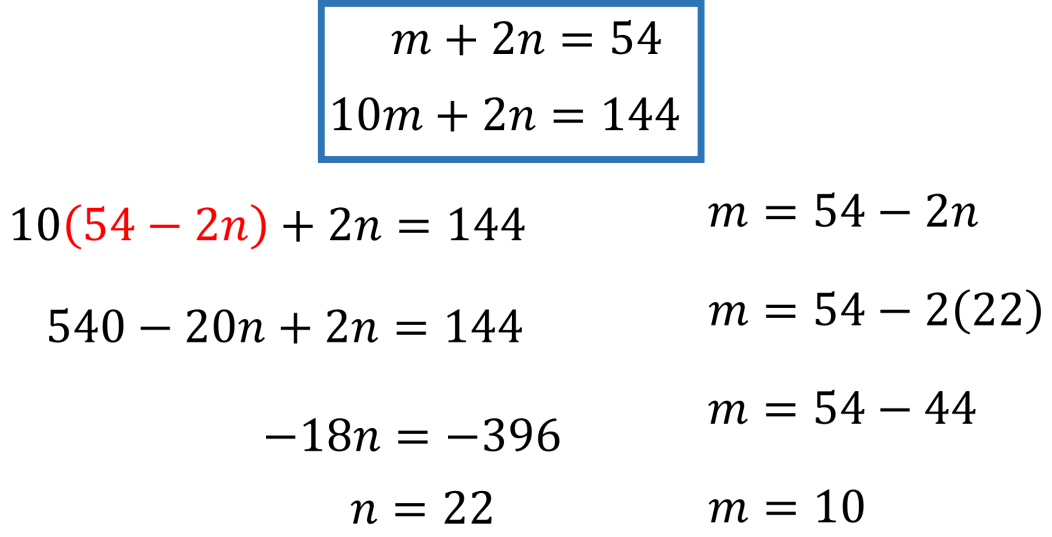 m + 2n = 54
10m + 2n = 144
10(54 − 2n) + 2n = 144
540 − 20n + 2n = 144
−18n = −396
n = 22
m = 54 − 2n
m = 54 − 2(22)
m = 54 − 44
m = 10